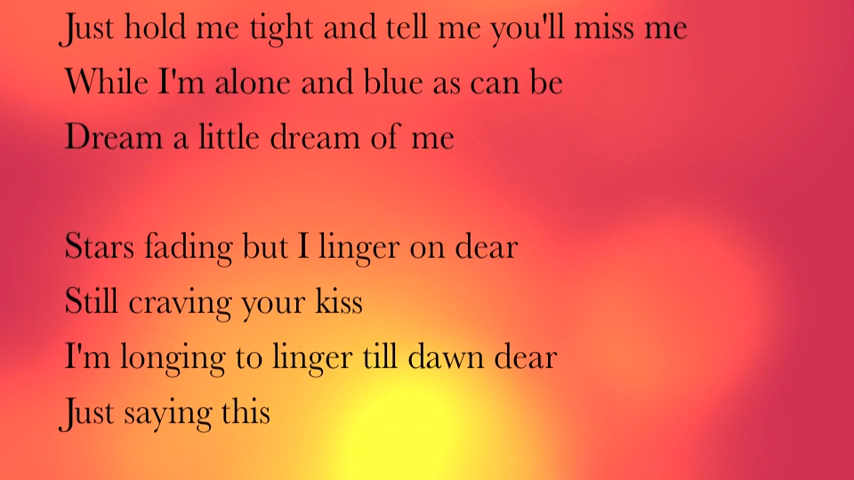 Just hold me tight and tell me you'll miss me
While I'm alone and blue as can be
Dream a little dream of me
Stars fading but I linger on dear
Still craving your kiss
I'm longing to linger till dawn dear
Just saying this